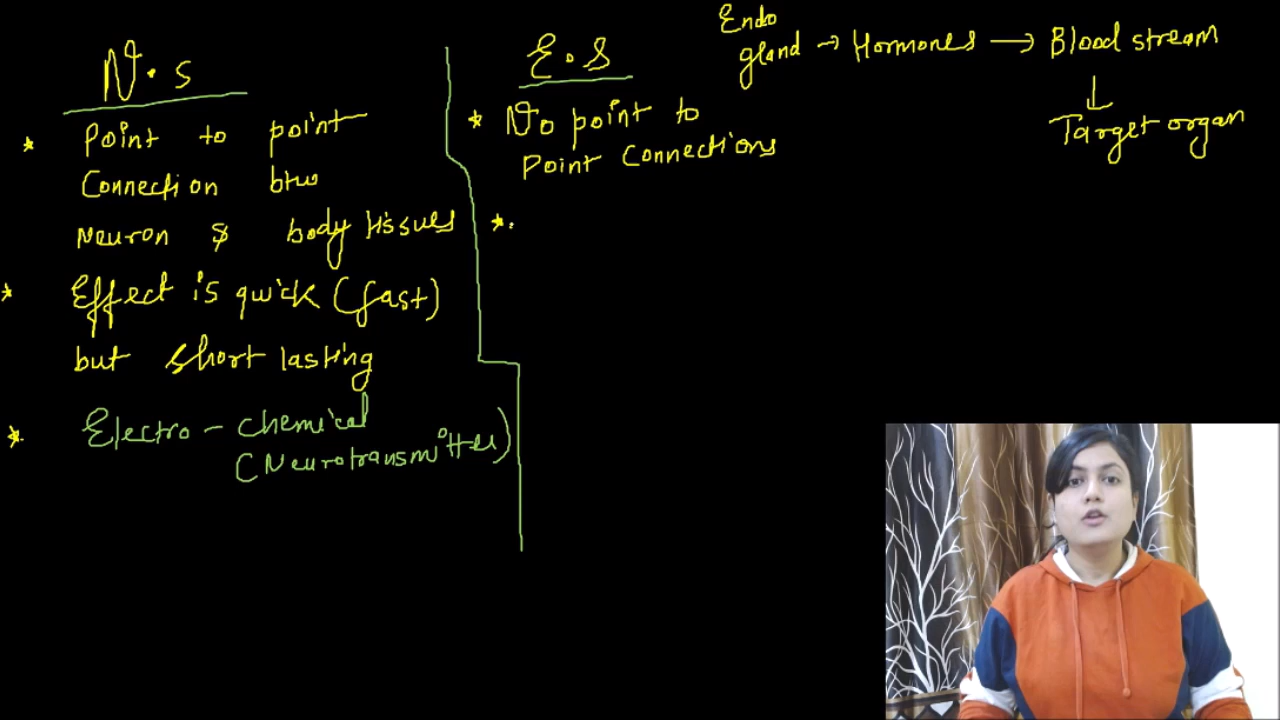 N.S
* Point to point
Connection btw
Neuron & body tissues
* Effect is quick (fast)
but short lasting
* Electro - chemical
(Neurotransmitter)
E.S
* No point to
Point Connections
*.
Endo
gland → Hormones → Blood stream
↓
Target organ